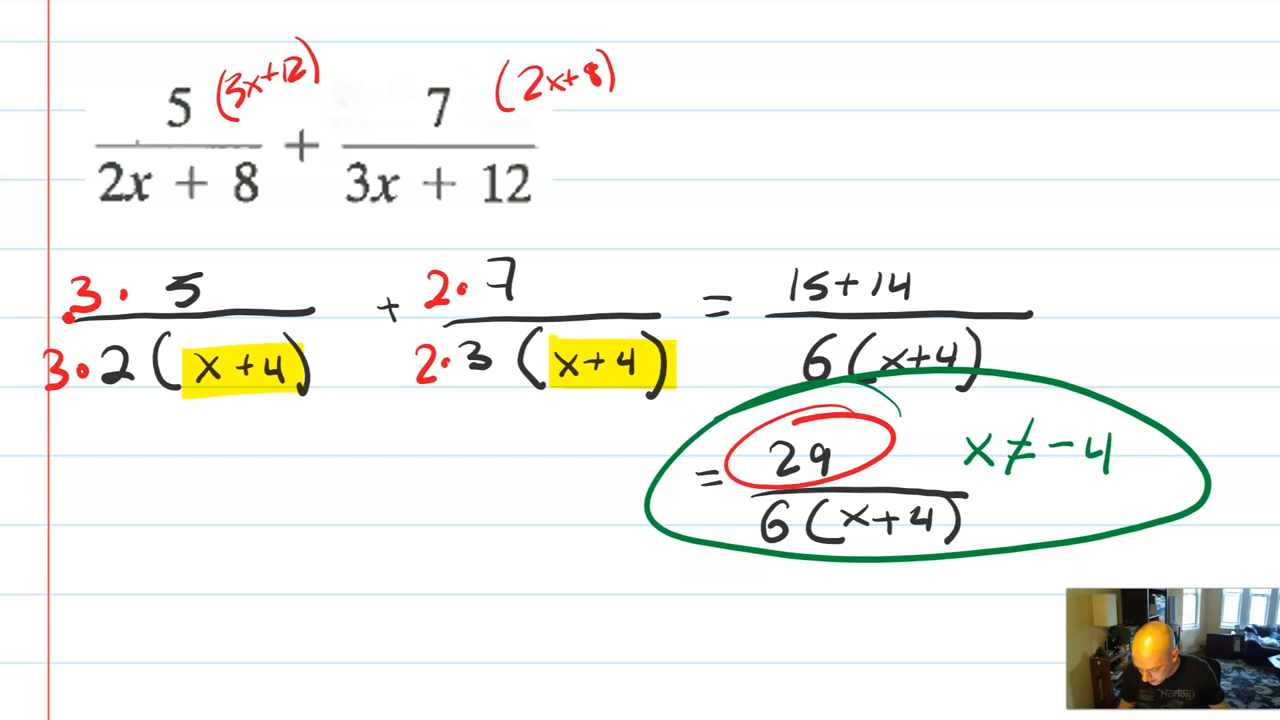 5 (3x+12) 7 (2x+8)
+
2x + 8 3x + 12
3 · 5 + 2 · 7 = 15 + 14
3 · 2 (x + 4) 2 · 3 (x + 4) 6 (x + 4)
= 29 x ≠ - 4
6 (x + 4)
Norton